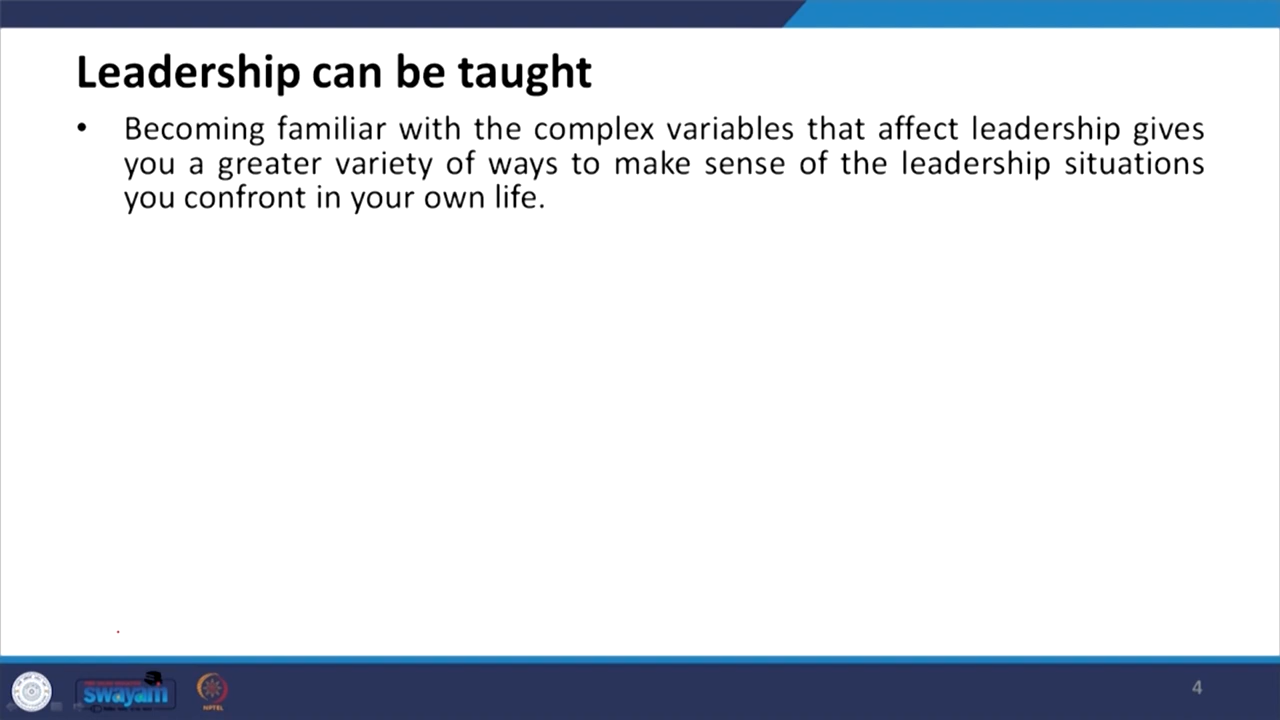 Leadership can be taught
• Becoming familiar with the complex variables that affect leadership gives
you a greater variety of ways to make sense of the leadership situations
you confront in your own life.
swayam
NPTEL
4